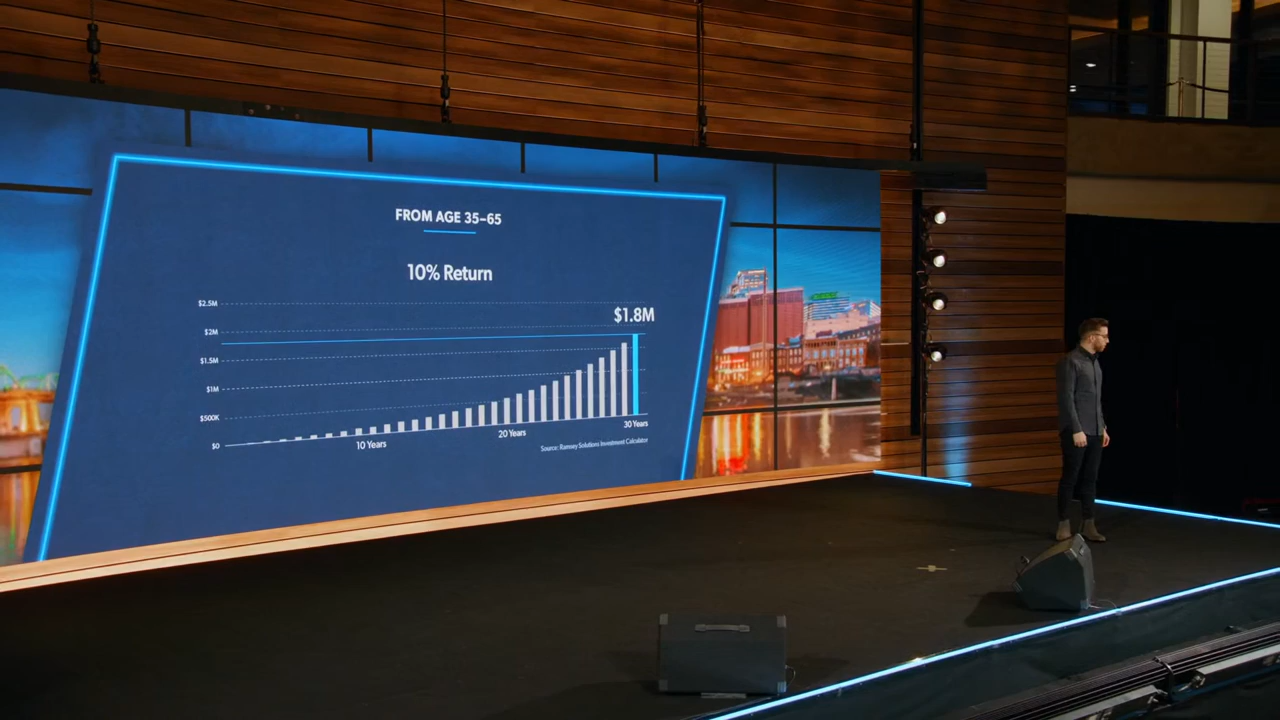 FROM AGE 35–65
10% Return
$2.5M
$1.8M
$2M
$1.5M
$1M
$500K
$0
10 Years
20 Years
30 Years
Source: Ramsey Solutions Investment Calculator